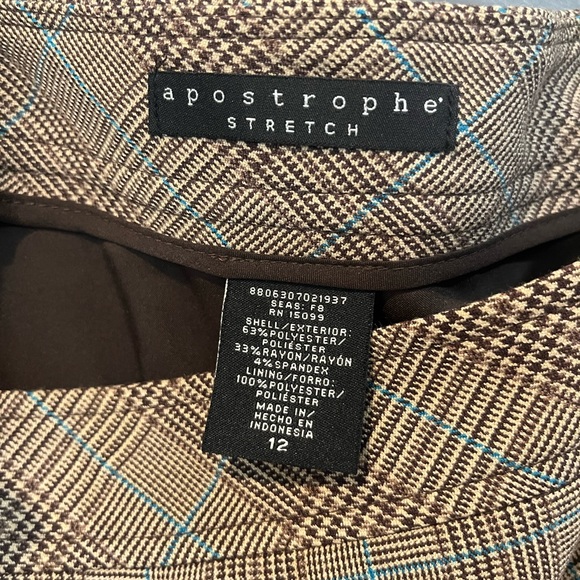 apostrophe®
STRETCH
8806307021937
SEAS: F8
RN 15099
SHELL/EXTERIOR:
63%POLYESTER/
POLIÉSTER
33%RAYON/RAYÓN
4%SPANDEX
LINING/FORRO:
100%POLYESTER/
POLIÉSTER
MADE IN/
HECHO EN
INDONESIA
12